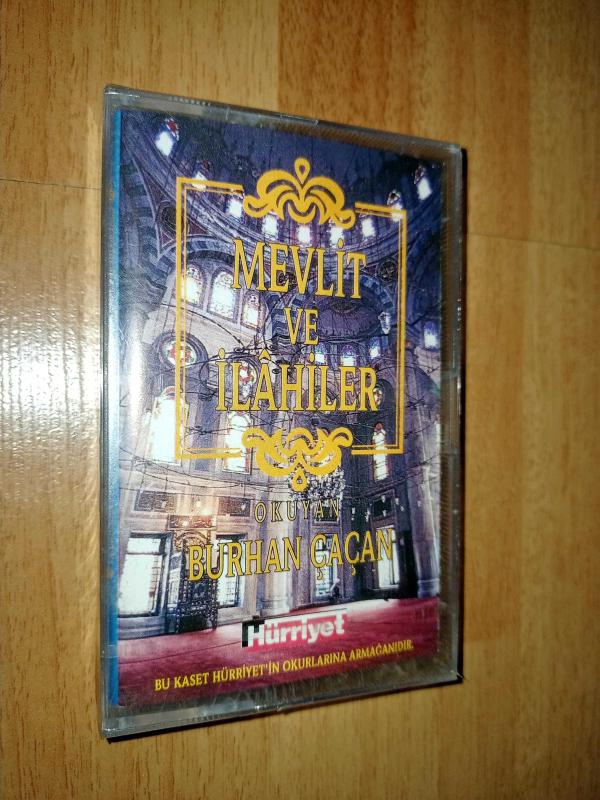 MEVLİT
VE
İLÂHİLER
OKUYAN
BURHAN ÇAÇAN
Hürriyet
BU KASET HÜRRİYET'İN OKURLARINA ARMAĞANIDIR.